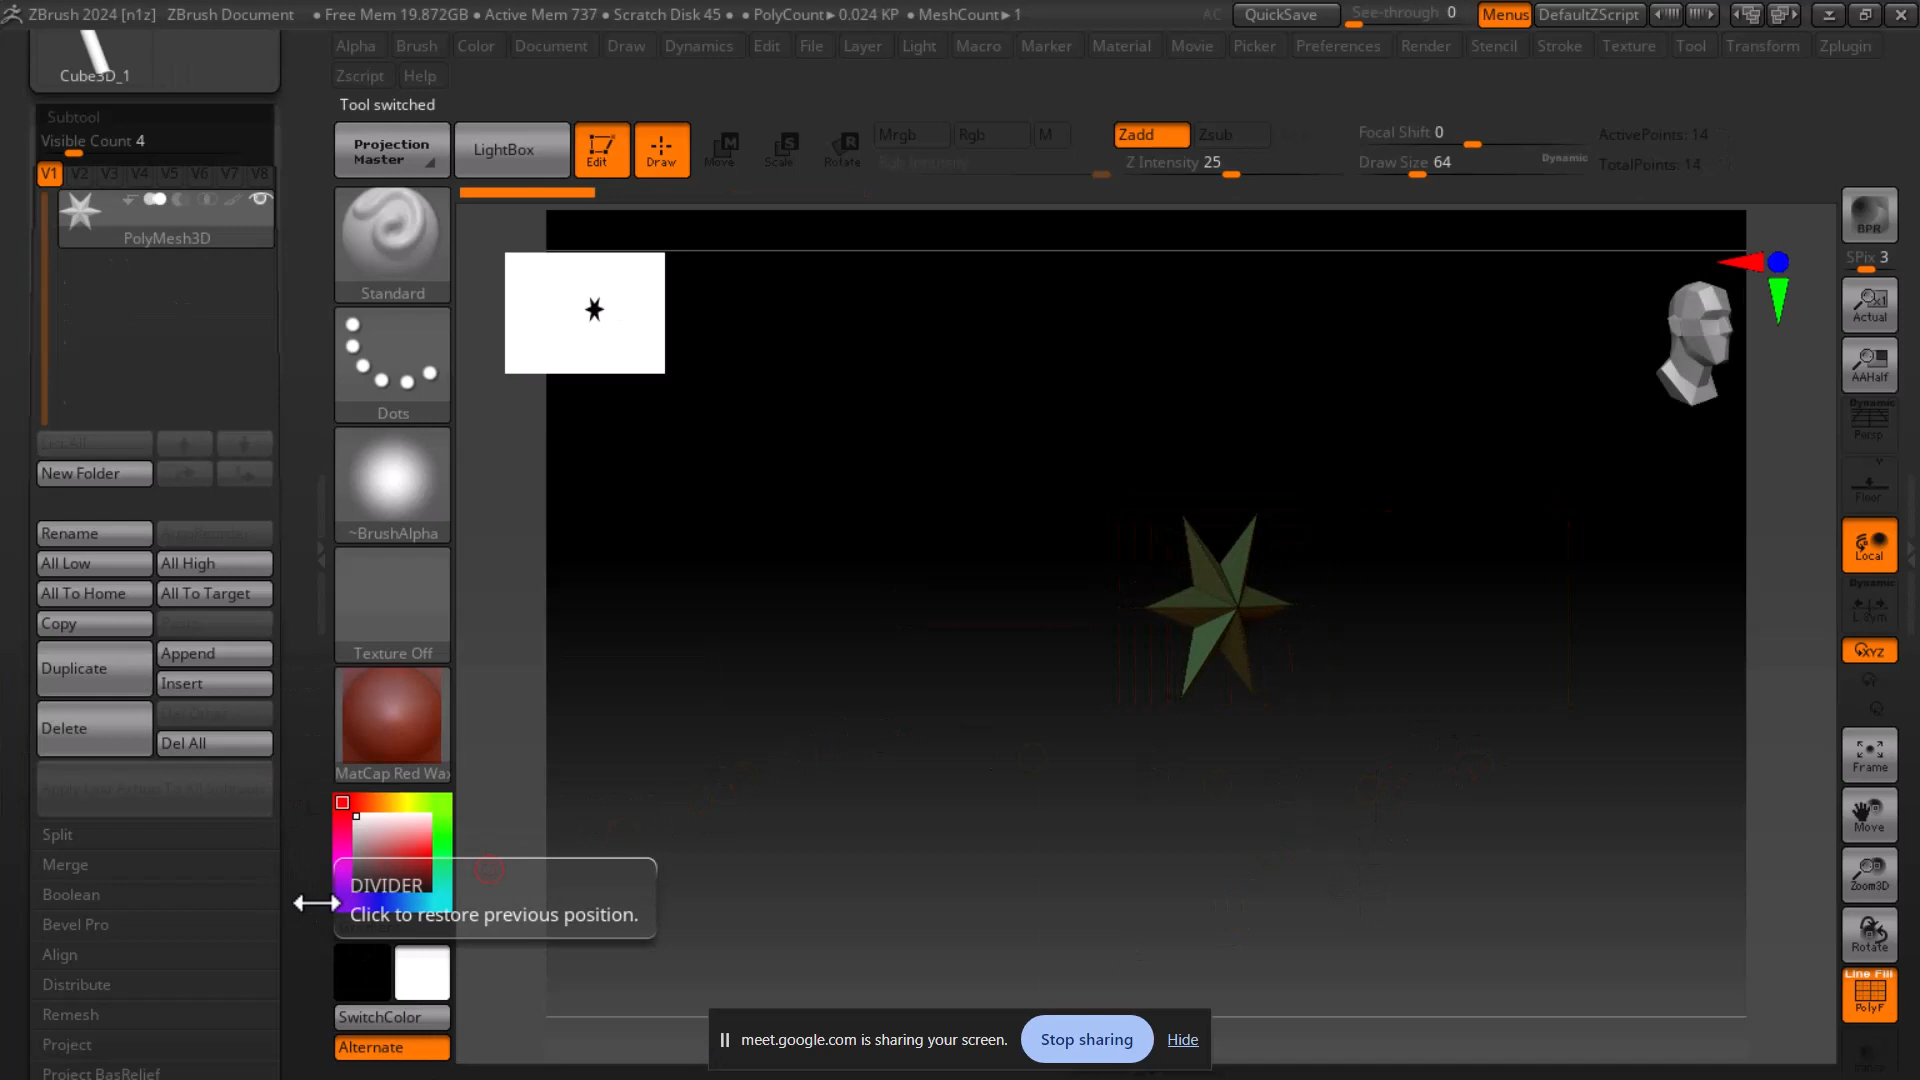 ZBrush 2024 [n1z] ZBrush Document • Free Mem 19.872GB • Active Mem 737 • Scratch Disk 45 • • PolyCount▸0.024 KP • MeshCount▸1 AC QuickSave See-through 0 Menus DefaultZScript
Alpha Brush Color Document Draw Dynamics Edit File Layer Light Macro Marker Material Movie Picker Preferences Render Stencil Stroke Texture Tool Transform Zplugin
Zscript Help
Cube3D_1
Tool switched
Subtool
Visible Count 4
V1 V2 V3 V4 V5 V6 V7 V8
PolyMesh3D
Projection
Master
LightBox
Edit
Draw
Move
Scale
Rotate
Mrgb Rgb M
Rgb Intensity
Zadd Zsub
Z Intensity 25
Focal Shift 0
Draw Size 64
Dynamic
ActivePoints: 14
TotalPoints: 14
Standard
Dots
~BrushAlpha
Texture Off
MatCap Red Wax
New Folder
Rename
All Low All High
All To Home All To Target
Copy
Duplicate
Append
Insert
Delete
Del All
Split
Merge
Boolean
Bevel Pro
Align
Distribute
Remesh
Project
Project BasRelief
DIVIDER
Click to restore previous position.
SwitchColor
Alternate
BPR
SPix 3
Actual
AAHalf
Dynamic
Persp
Floor
Local
Dynamic
L.Sym
XYZ
Frame
Move
Zoom3D
Rotate
Line Fill
PolyF
meet.google.com is sharing your screen. Stop sharing Hide